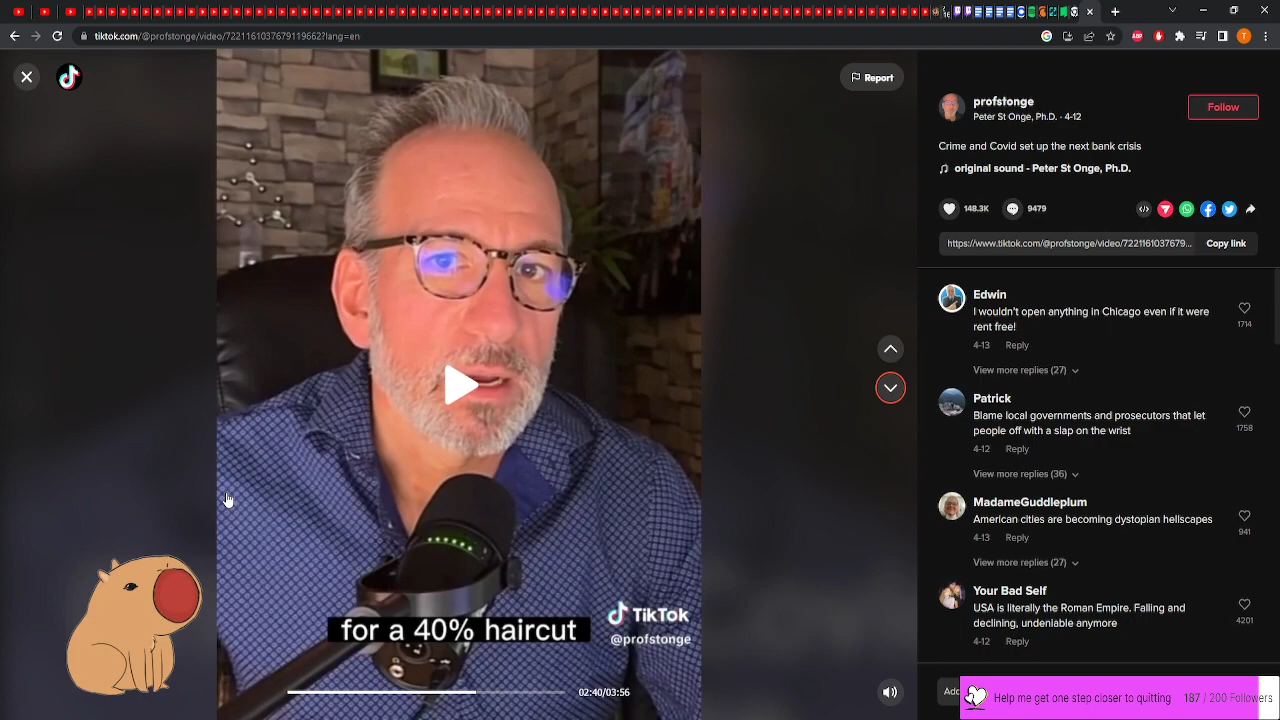 tiktok.com/@profstonge/video/7221161037679119662?lang=en
Report
profstonge
Peter St Onge, Ph.D. · 4-12
Follow
Crime and Covid set up the next bank crisis
original sound - Peter St Onge, Ph.D.
148.3K
9479
https://www.tiktok.com/@profstonge/video/7221161037679...
Copy link
Edwin
I wouldn't open anything in Chicago even if it were
rent free!
1714
4-13 Reply
View more replies (27)
Patrick
Blame local governments and prosecutors that let
people off with a slap on the wrist
1758
4-12 Reply
View more replies (36)
MadameGuddleplum
American cities are becoming dystoplan hellscapes
941
4-13 Reply
View more replies (27)
Your Bad Self
USA is literally the Roman Empire. Falling and
declining, undeniable anymore
4201
4-12 Reply
TikTok
@profstonge
for a 40% haircut
02:40/03:56
Add
Help me get one step closer to quitting 187 / 200 Followers